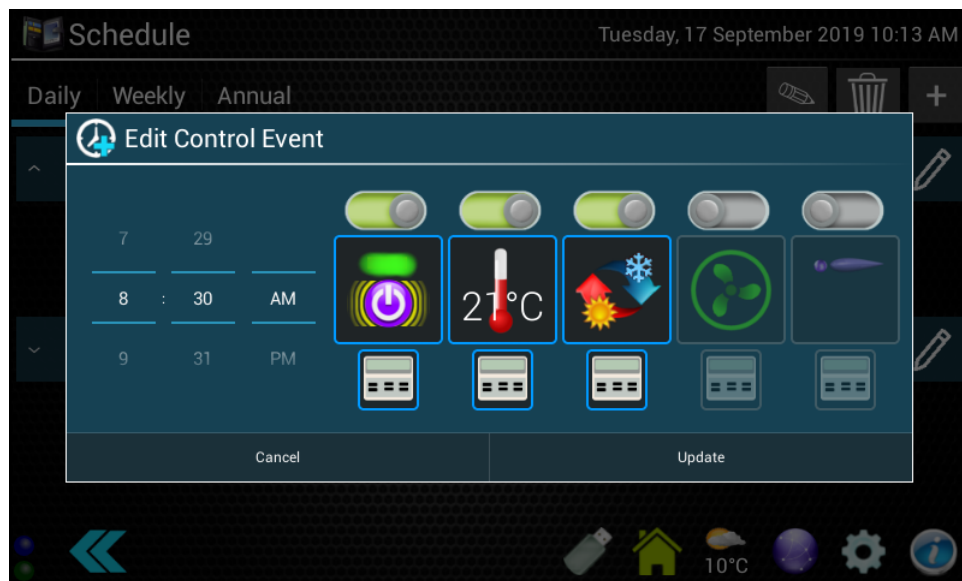 Schedule
Tuesday, 17 September 2019 10:13 AM
Daily Weekly Annual
+
Edit Control Event
7 29
8 : 30 AM
9 31 PM
21°C
Cancel Update
10°C